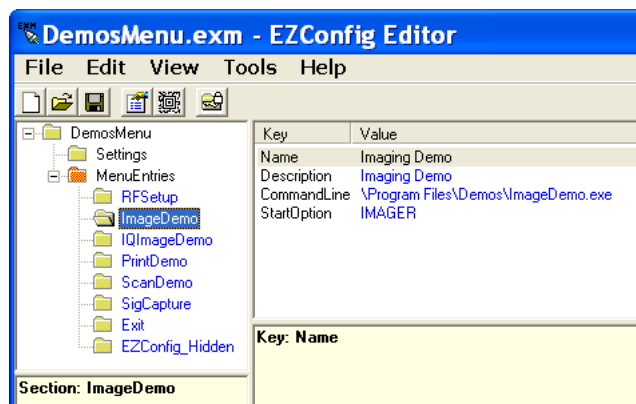 DemosMenu.exm - EZConfig Editor
File Edit View Tools Help
DemosMenu
Settings
MenuEntries
RFSetup
ImageDemo
IQImageDemo
PrintDemo
ScanDemo
SigCapture
Exit
EZConfig_Hidden
Section: ImageDemo
Key Value
Name Imaging Demo
Description Imaging Demo
CommandLine \Program Files\Demos\ImageDemo.exe
StartOption IMAGER
Key: Name